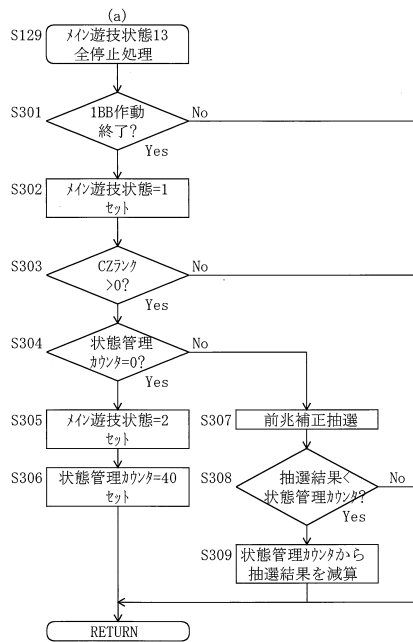 (a)
S129
メイン遊技状態13
全停止処理
S301
1BB作動
終了?
No
Yes
S302
メイン遊技状態=1
セット
S303
CZランク
>0?
No
Yes
S304
状態管理
カウンタ=0?
No
Yes
S305
メイン遊技状態=2
セット
S307
前兆補正抽選
S306
状態管理カウンタ=40
セット
S308
抽選結果<
状態管理カウンタ?
No
Yes
S309
状態管理カウンタから
抽選結果を減算
RETURN